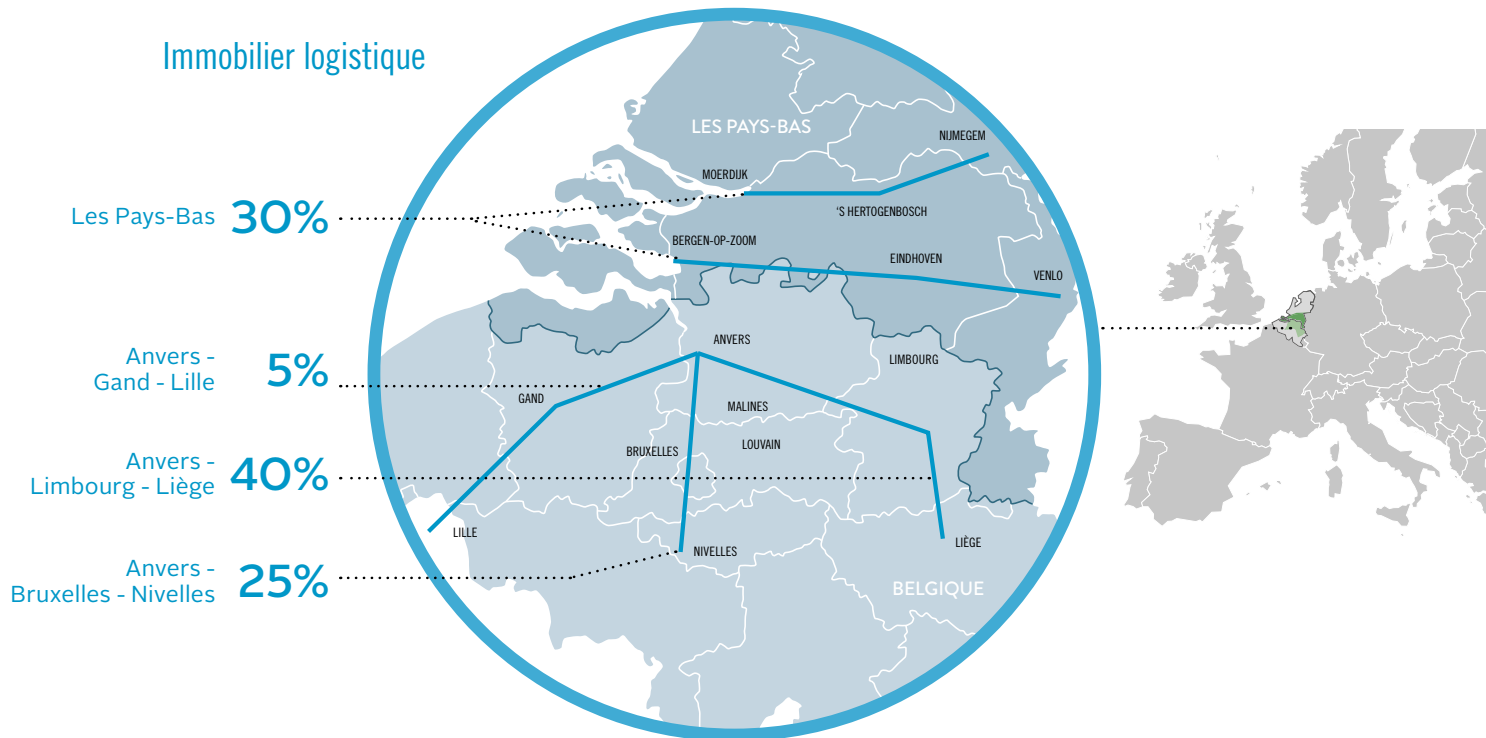 Immobilier logistique
Les Pays-Bas 30%
Anvers -
Gand - Lille 5%
Anvers -
Limbourg - Liège 40%
Anvers -
Bruxelles - Nivelles 25%
LES PAYS-BAS
NIJMEGEM
MOERDIJK
'S HERTOGENBOSCH
BERGEN-OP-ZOOM
EINDHOVEN
VENLO
ANVERS
LIMBOURG
GAND
MALINES
BRUXELLES
LOUVAIN
LILLE
NIVELLES
LIÈGE
BELGIQUE